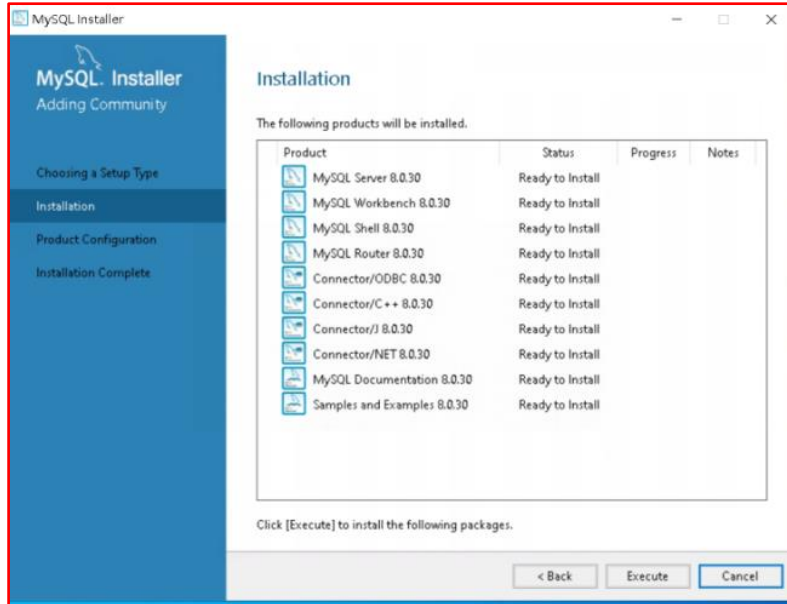 MySQL Installer
MySQL. Installer
Adding Community
Choosing a Setup Type
Installation
Product Configuration
Installation Complete
Installation
The following products will be installed.
Product Status Progress Notes
MySQL Server 8.0.30 Ready to Install
MySQL Workbench 8.0.30 Ready to Install
MySQL Shell 8.0.30 Ready to Install
MySQL Router 8.0.30 Ready to Install
Connector/ODBC 8.0.30 Ready to Install
Connector/C++ 8.0.30 Ready to Install
Connector/J 8.0.30 Ready to Install
Connector/NET 8.0.30 Ready to Install
MySQL Documentation 8.0.30 Ready to Install
Samples and Examples 8.0.30 Ready to Install
Click [Execute] to install the following packages.
< Back Execute Cancel